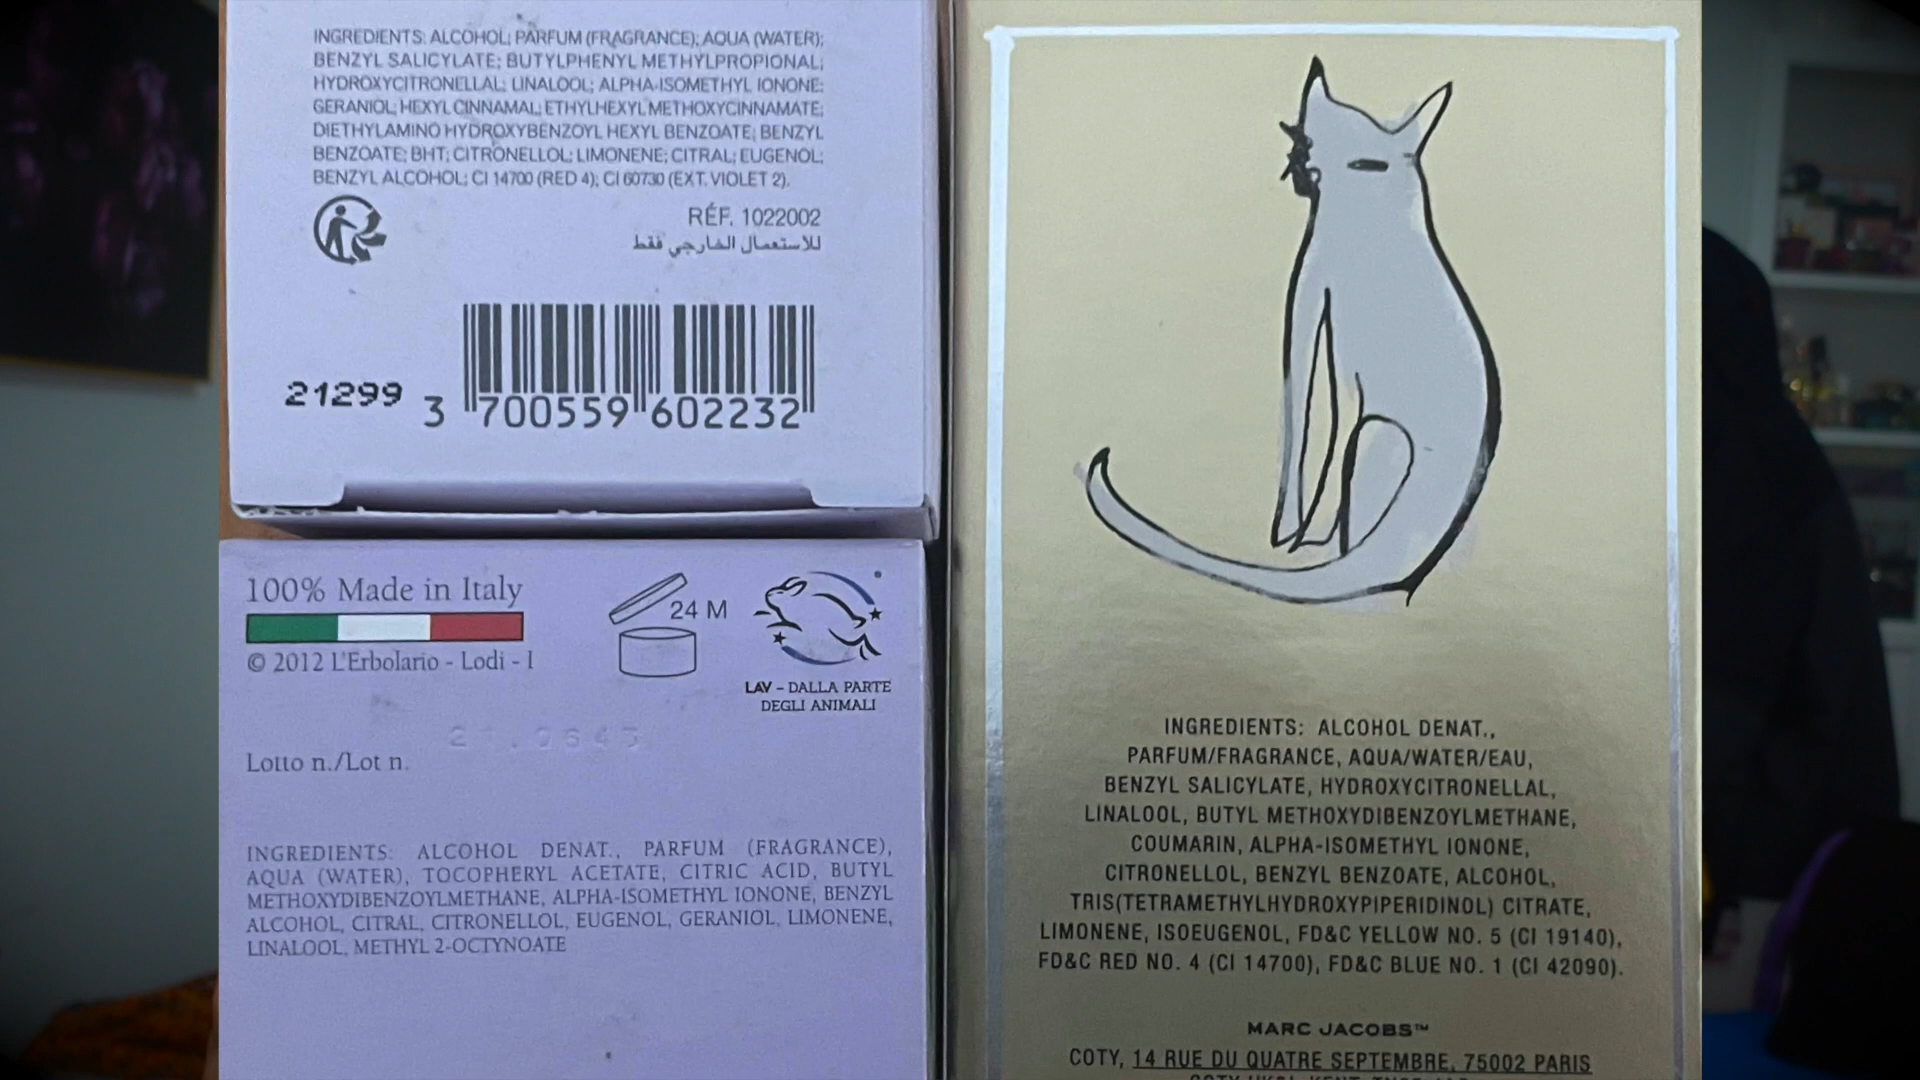 INGREDIENTS: ALCOHOL; PARFUM (FRAGRANCE); AQUA (WATER);
BENZYL SALICYLATE; BUTYLPHENYL METHYLPROPIONAL;
HYDROXYCITRONELLAL; LINALOOL; ALPHA-ISOMETHYL IONONE;
GERANIOL; HEXYL CINNAMAL; ETHYLHEXYL METHOXYCINNAMATE;
DIETHYLAMINO HYDROXYBENZOYL HEXYL BENZOATE; BENZYL
BENZOATE; BHT; CITRONELLOL; LIMONENE; CITRAL; EUGENOL;
BENZYL ALCOHOL; CI 14700 (RED 4); CI 60730 (EXT. VIOLET 2).
RÉF. 1022002
للاستعمال الخارجي فقط
21299
3 700559 602232
100% Made in Italy
© 2012 L'Erbolario - Lodi - I
24 M
LAV – DALLA PARTE
DEGLI ANIMALI
Lotto n./Lot n.
INGREDIENTS: ALCOHOL DENAT., PARFUM (FRAGRANCE),
AQUA (WATER), TOCOPHERYL ACETATE, CITRIC ACID, BUTYL
METHOXYDIBENZOYLMETHANE, ALPHA-ISOMETHYL IONONE, BENZYL
ALCOHOL, CITRAL, CITRONELLOL, EUGENOL, GERANIOL, LIMONENE,
LINALOOL, METHYL 2-OCTYNOATE
INGREDIENTS: ALCOHOL DENAT.,
PARFUM/FRAGRANCE, AQUA/WATER/EAU,
BENZYL SALICYLATE, HYDROXYCITRONELLAL,
LINALOOL, BUTYL METHOXYDIBENZOYLMETHANE,
COUMARIN, ALPHA-ISOMETHYL IONONE,
CITRONELLOL, BENZYL BENZOATE, ALCOHOL,
TRIS(TETRAMETHYLHYDROXYPIPERIDINOL) CITRATE,
LIMONENE, ISOEUGENOL, FD&C YELLOW NO. 5 (CI 19140),
FD&C RED NO. 4 (CI 14700), FD&C BLUE NO. 1 (CI 42090).
MARC JACOBS™
COTY, 14 RUE DU QUATRE SEPTEMBRE, 75002 PARIS